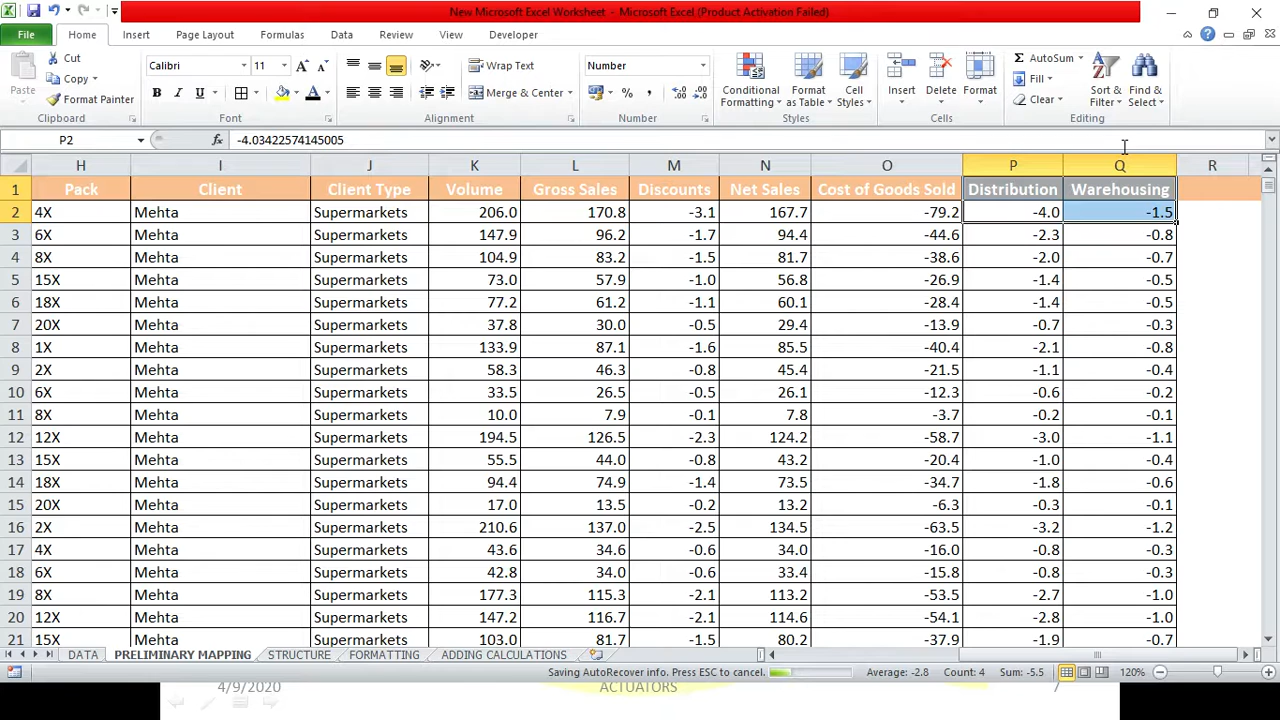 New Microsoft Excel Worksheet - Microsoft Excel (Product Activation Failed)
File Home Insert Page Layout Formulas Data Review View Developer
Paste Cut Copy Format Painter Clipboard
Calibri 11 A A B I U A Font
Wrap Text Merge & Center Alignment
Number % , Number
Conditional Formatting Format as Table Cell Styles Styles
Insert Delete Format Cells
Σ AutoSum Fill Clear Sort & Filter Find & Select Editing
P2 fx -4.03422574145005
H I J K L M N O P Q R
1 Pack Client Client Type Volume Gross Sales Discounts Net Sales Cost of Goods Sold Distribution Warehousing
2 4X Mehta Supermarkets 206.0 170.8 -3.1 167.7 -79.2 -4.0 -1.5
3 6X Mehta Supermarkets 147.9 96.2 -1.7 94.4 -44.6 -2.3 -0.8
4 8X Mehta Supermarkets 104.9 83.2 -1.5 81.7 -38.6 -2.0 -0.7
5 15X Mehta Supermarkets 73.0 57.9 -1.0 56.8 -26.9 -1.4 -0.5
6 18X Mehta Supermarkets 77.2 61.2 -1.1 60.1 -28.4 -1.4 -0.5
7 20X Mehta Supermarkets 37.8 30.0 -0.5 29.4 -13.9 -0.7 -0.3
8 1X Mehta Supermarkets 133.9 87.1 -1.6 85.5 -40.4 -2.1 -0.8
9 2X Mehta Supermarkets 58.3 46.3 -0.8 45.4 -21.5 -1.1 -0.4
10 6X Mehta Supermarkets 33.5 26.5 -0.5 26.1 -12.3 -0.6 -0.2
11 8X Mehta Supermarkets 10.0 7.9 -0.1 7.8 -3.7 -0.2 -0.1
12 12X Mehta Supermarkets 194.5 126.5 -2.3 124.2 -58.7 -3.0 -1.1
13 15X Mehta Supermarkets 55.5 44.0 -0.8 43.2 -20.4 -1.0 -0.4
14 18X Mehta Supermarkets 94.4 74.9 -1.4 73.5 -34.7 -1.8 -0.6
15 20X Mehta Supermarkets 17.0 13.5 -0.2 13.2 -6.3 -0.3 -0.1
16 2X Mehta Supermarkets 210.6 137.0 -2.5 134.5 -63.5 -3.2 -1.2
17 4X Mehta Supermarkets 43.6 34.6 -0.6 34.0 -16.0 -0.8 -0.3
18 6X Mehta Supermarkets 42.8 34.0 -0.6 33.4 -15.8 -0.8 -0.3
19 8X Mehta Supermarkets 177.3 115.3 -2.1 113.2 -53.5 -2.7 -1.0
20 12X Mehta Supermarkets 147.2 116.7 -2.1 114.6 -54.1 -2.8 -1.0
21 15X Mehta Supermarkets 103.0 81.7 -1.5 80.2 -37.9 -1.9 -0.7
DATA PRELIMINARY MAPPING STRUCTURE FORMATTING ADDING CALCULATIONS
Saving AutoRecover info. Press ESC to cancel. Average: -2.8 Count: 4 Sum: -5.5 120%
4/9/2020 ACTUATORS 7